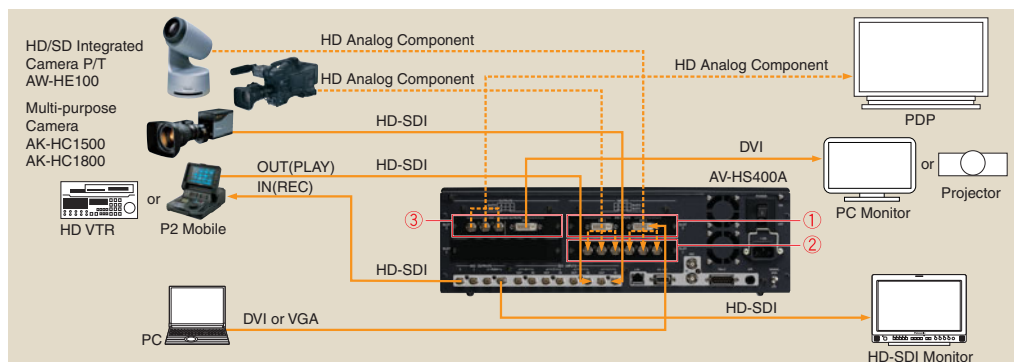 HD/SD Integrated
Camera P/T
AW-HE100
HD Analog Component
HD Analog Component
HD Analog Component
PDP
Multi-purpose
Camera
AK-HC1500
AK-HC1800
HD-SDI
DVI
or
PC Monitor
Projector
OUT(PLAY)
HD-SDI
IN(REC)
AV-HS400A
or
HD VTR
P2 Mobile
③
①
②
HD-SDI
PC
DVI or VGA
HD-SDI
HD-SDI Monitor